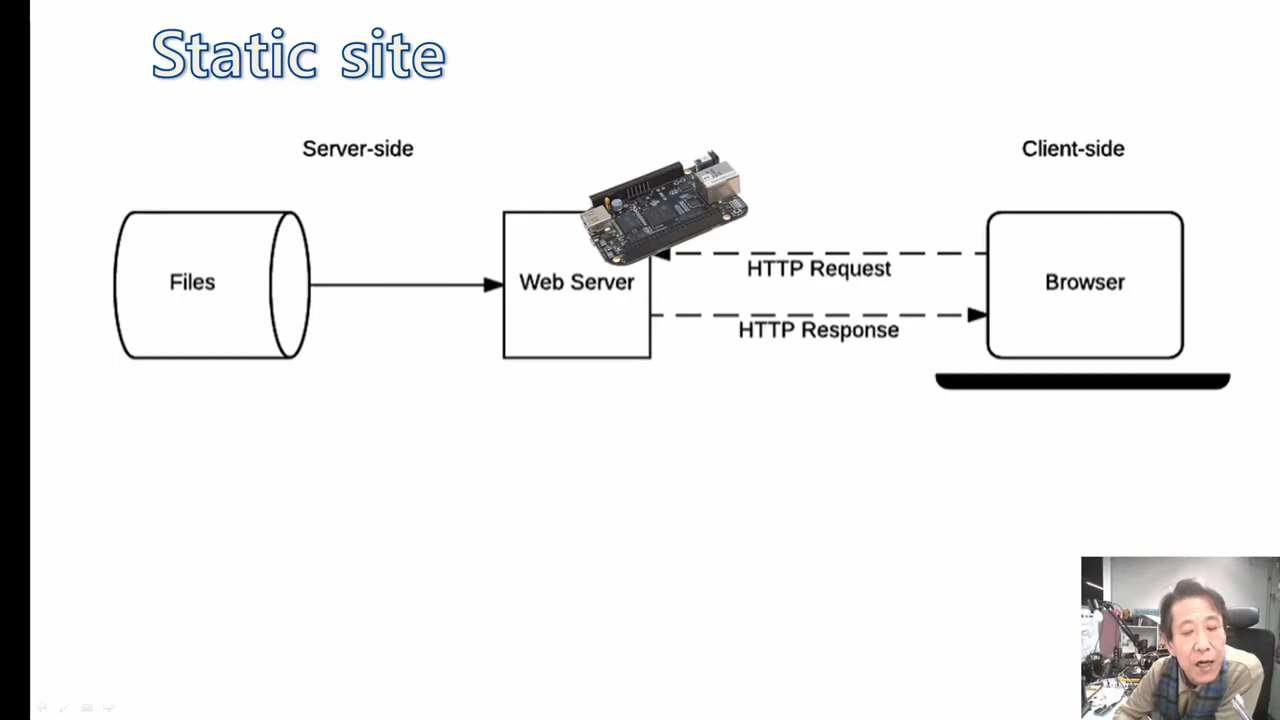 Static site
Server-side
Client-side
Files
Web Server
HTTP Request
HTTP Response
Browser